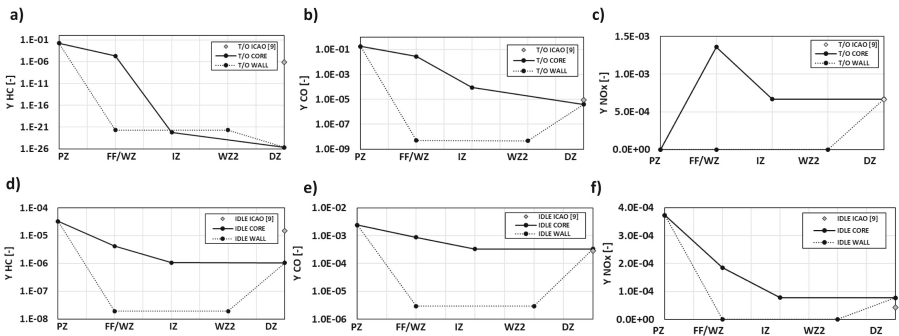 a)
Y HC [-]
1.E-01
1.E-06
1.E-11
1.E-16
1.E-21
1.E-26
PZ FF/WZ IZ WZ2 DZ
T/O ICAO [9]
T/O CORE
T/O WALL
b)
Y CO [-]
1.0E-01
1.0E-03
1.0E-05
1.0E-07
1.0E-09
PZ FF/WZ IZ WZ2 DZ
T/O ICAO [9]
T/O CORE
T/O WALL
c)
Y NOx [-]
1.5E-03
1.0E-03
5.0E-04
0.0E+00
PZ FF/WZ IZ WZ2 DZ
T/O ICAO [9]
T/O CORE
T/O WALL
d)
Y HC [-]
1.E-04
1.E-05
1.E-06
1.E-07
1.E-08
PZ FF/WZ IZ WZ2 DZ
IDLE ICAO [9]
IDLE CORE
IDLE WALL
e)
Y CO [-]
1.E-02
1.E-03
1.E-04
1.E-05
1.E-06
PZ FF/WZ IZ WZ2 DZ
IDLE ICAO [9]
IDLE CORE
IDLE WALL
f)
Y NOx [-]
4.0E-04
3.0E-04
2.0E-04
1.0E-04
0.0E+00
PZ FF/WZ IZ WZ2 DZ
IDLE ICAO [9]
IDLE CORE
IDLE WALL